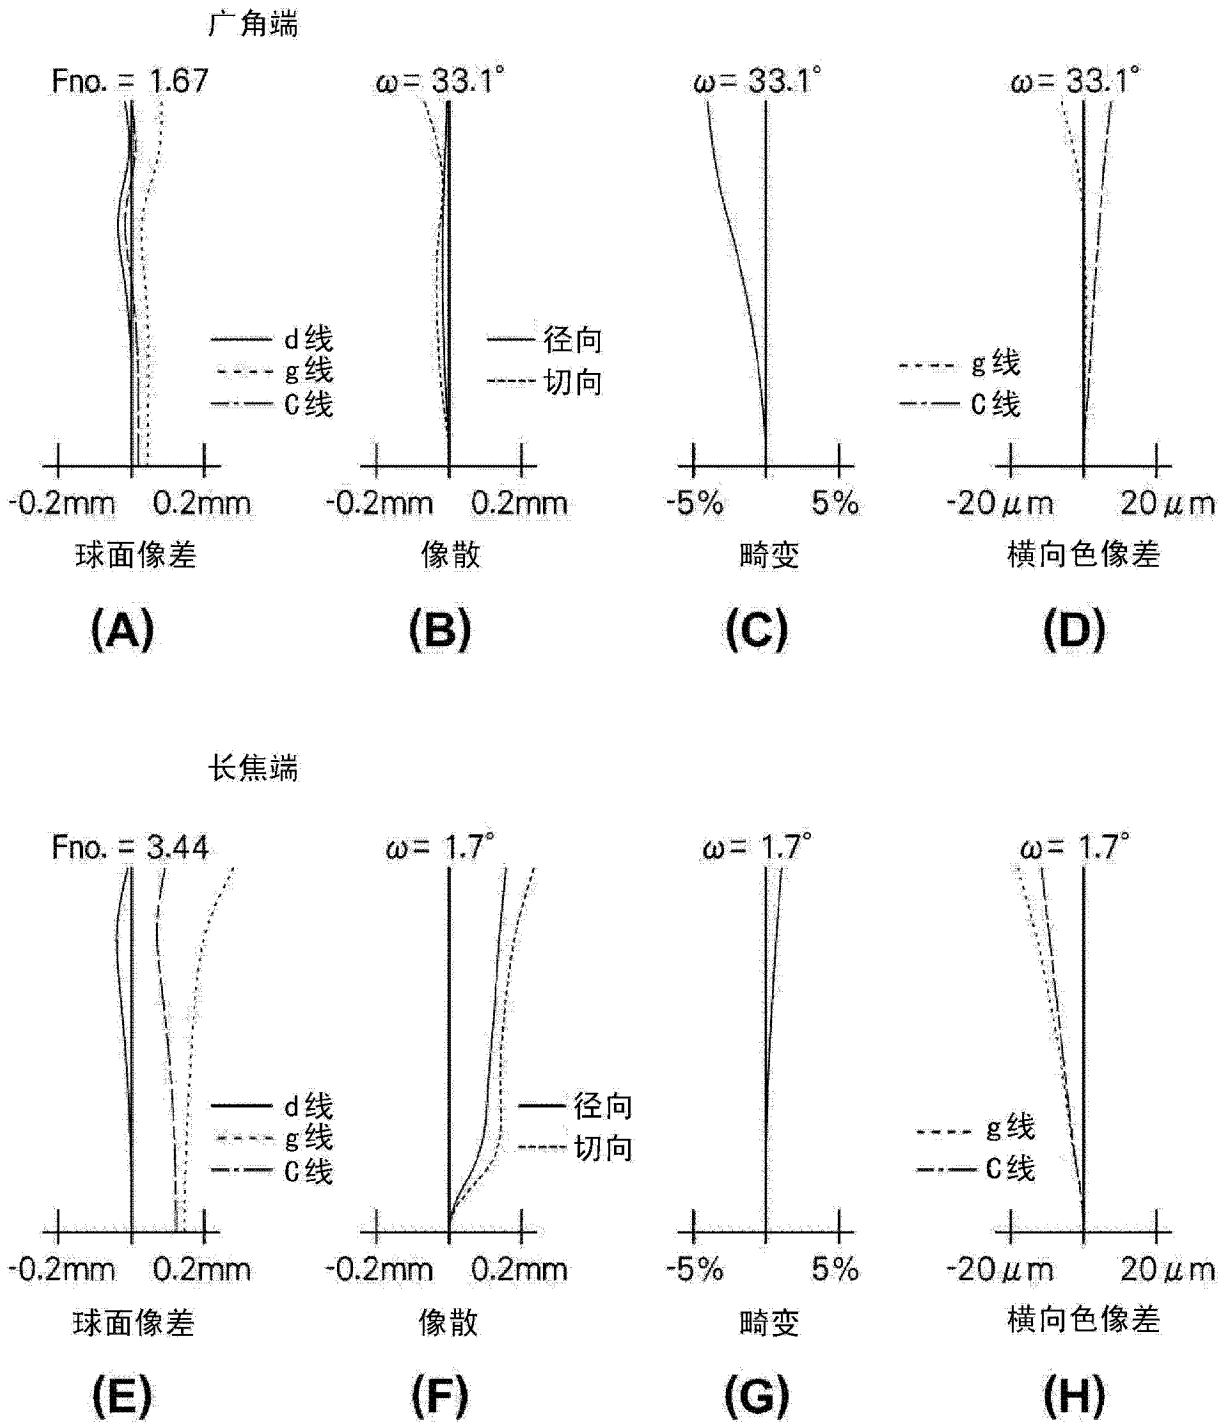 广角端
Fno. = 1.67
ω= 33.1°
ω= 33.1°
ω= 33.1°
d线
g线
C线
径向
切向
g线
C线
-0.2mm 0.2mm
-0.2mm 0.2mm
-5% 5%
-20μm 20μm
球面像差
像散
畸变
横向色像差
(A)
(B)
(C)
(D)
长焦端
Fno. = 3.44
ω= 1.7°
ω= 1.7°
ω= 1.7°
d线
g线
C线
径向
切向
g线
C线
-0.2mm 0.2mm
-0.2mm 0.2mm
-5% 5%
-20μm 20μm
球面像差
像散
畸变
横向色像差
(E)
(F)
(G)
(H)